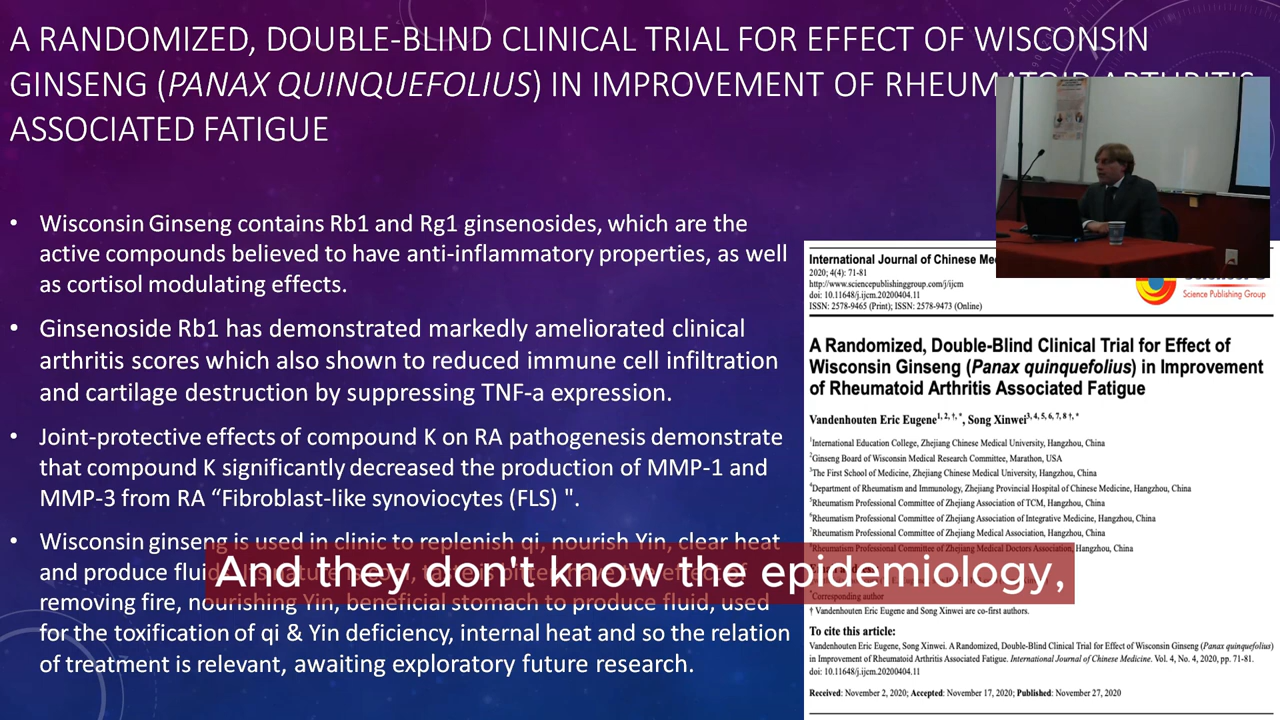 A RANDOMIZED, DOUBLE-BLIND CLINICAL TRIAL FOR EFFECT OF WISCONSIN
GINSENG (PANAX QUINQUEFOLIUS) IN IMPROVEMENT OF RHEUMATOID ARTHRITIS
ASSOCIATED FATIGUE
• Wisconsin Ginseng contains Rb1 and Rg1 ginsenosides, which are the
active compounds believed to have anti-inflammatory properties, as well
as cortisol modulating effects.
• Ginsenoside Rb1 has demonstrated markedly ameliorated clinical
arthritis scores which also shown to reduced immune cell infiltration
and cartilage destruction by suppressing TNF-a expression.
• Joint-protective effects of compound K on RA pathogenesis demonstrate
that compound K significantly decreased the production of MMP-1 and
MMP-3 from RA “Fibroblast-like synoviocytes (FLS) ".
• Wisconsin ginseng is used in clinic to replenish qi, nourish Yin, clear heat
and produce fluid
removing fire, nourishing Yin, beneficial stomach to produce fluid, used
for the toxification of qi & Yin deficiency, internal heat and so the relation
of treatment is relevant, awaiting exploratory future research.
International Journal of Chinese Me
2020; 4(4): 71-81
http://www.sciencepublishinggroup.com/j/ijcm
doi: 10.11648/j.ijcm.20200404.11
ISSN: 2578-9465 (Print); ISSN: 2578-9473 (Online)
Science Publishing Group
A Randomized, Double-Blind Clinical Trial for Effect of
Wisconsin Ginseng (Panax quinquefolius) in Improvement
of Rheumatoid Arthritis Associated Fatigue
Vandenhouten Eric Eugene1, 2, †, *, Song Xinwei3, 4, 5, 6, 7, 8 †, *
1International Education College, Zhejiang Chinese Medical University, Hangzhou, China
2Ginseng Board of Wisconsin Medical Research Committee, Marathon, USA
3The First School of Medicine, Zhejiang Chinese Medical University, Hangzhou, China
4Department of Rheumatism and Immunology, Zhejiang Provincial Hospital of Chinese Medicine, Hangzhou, China
5Rheumatism Professional Committee of Zhejiang Association of TCM, Hangzhou, China
6Rheumatism Professional Committee of Zhejiang Association of Integrative Medicine, Hangzhou, China
7Rheumatism Professional Committee of Zhejiang Medical Association, Hangzhou, China
8Rheumatism Professional Committee of Zhejiang Medical Doctors Association, Hangzhou, China
And they don't know the epidemiology,
*Corresponding author
† Vandenhouten Eric Eugene and Song Xinwei are co-first authors.
To cite this article:
Vandenhouten Eric Eugene, Song Xinwei. A Randomized, Double-Blind Clinical Trial for Effect of Wisconsin Ginseng (Panax quinquefolius)
in Improvement of Rheumatoid Arthritis Associated Fatigue. International Journal of Chinese Medicine. Vol. 4, No. 4, 2020, pp. 71-81.
doi: 10.11648/j.ijcm.20200404.11
Received: November 2, 2020; Accepted: November 17, 2020; Published: November 27, 2020